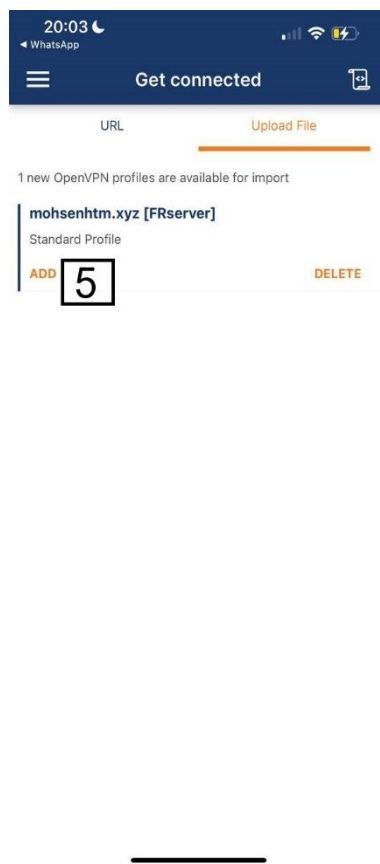 20:03
◄ WhatsApp
Get connected
URL
Upload File
1 new OpenVPN profiles are available for import
mohsenhtm.xyz [FRserver]
Standard Profile
ADD
5
DELETE